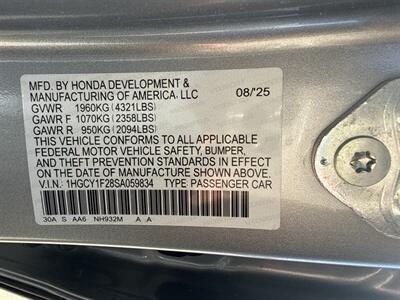 MFD. BY HONDA DEVELOPMENT &
MANUFACTURING OF AMERICA, LLC
GVWR 1960KG (4321LBS) 08/'25
GAWR F 1070KG (2358LBS)
GAWR R 950KG (2094LBS)
THIS VEHICLE CONFORMS TO ALL APPLICABLE
FEDERAL MOTOR VEHICLE SAFETY, BUMPER,
AND THEFT PREVENTION STANDARDS IN EFFECT
ON THE DATE OF MANUFACTURE SHOWN ABOVE.
V.I.N.: 1HGCY1F28SA059834 TYPE: PASSENGER CAR
30A S AA6 NH932M A A